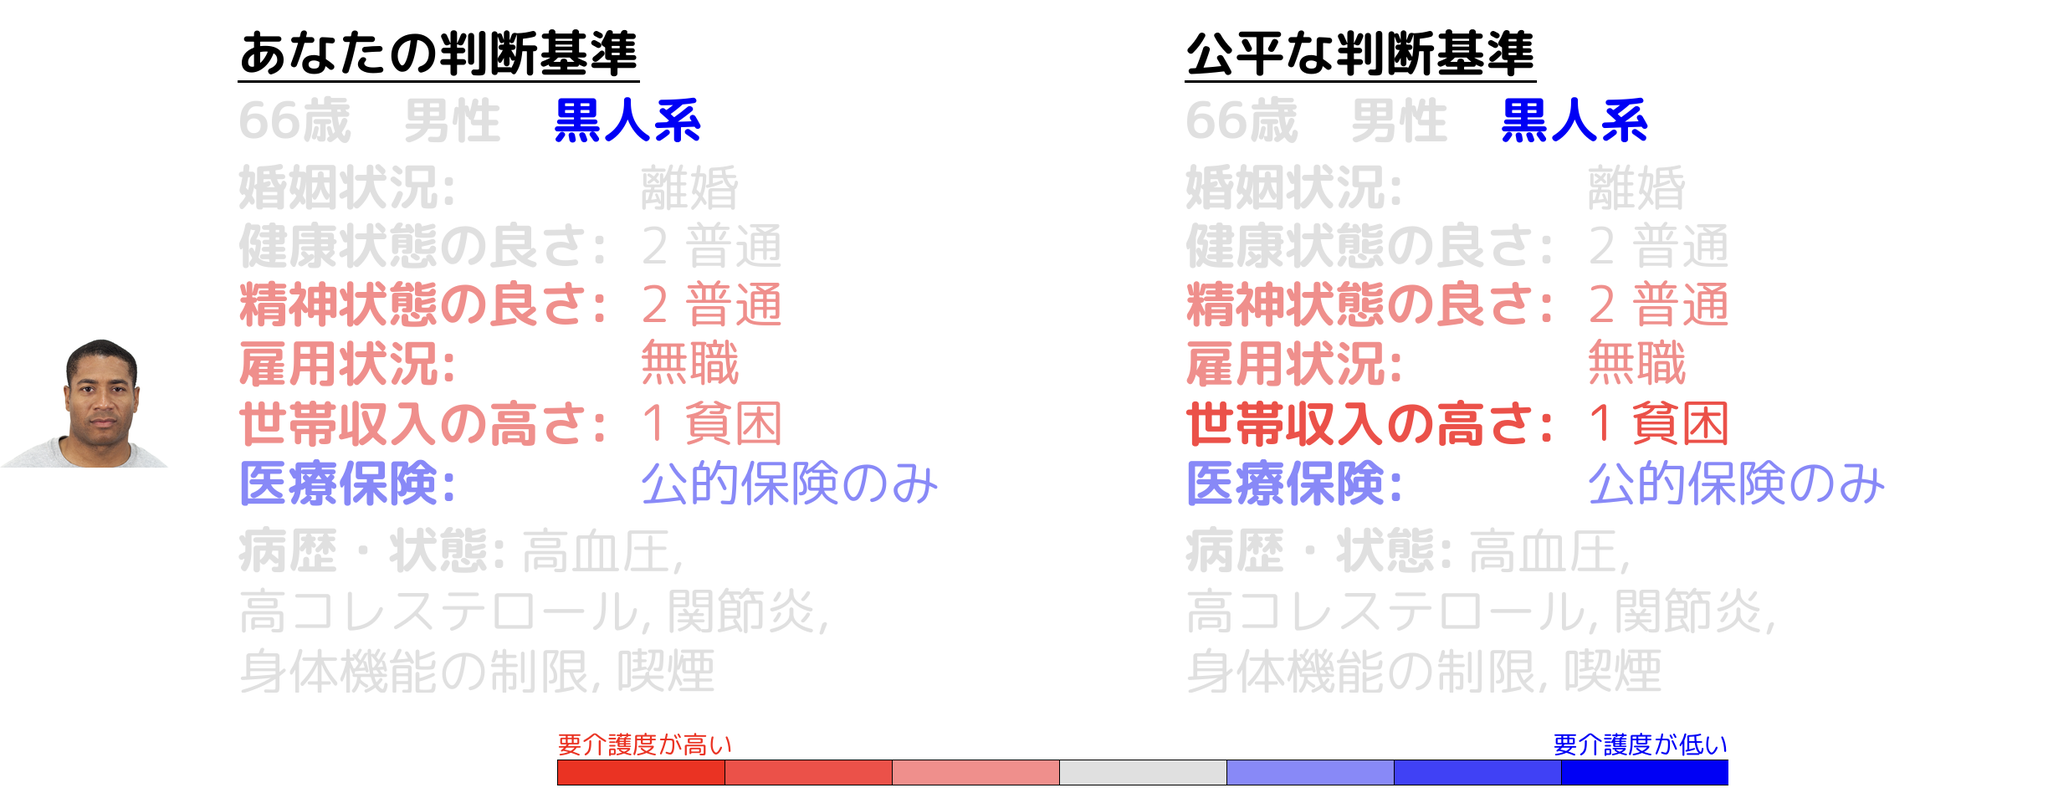 あなたの判断基準
66歳 男性 黒人系
婚姻状況: 離婚
健康状態の良さ: 2 普通
精神状態の良さ: 2 普通
雇用状況: 無職
世帯収入の高さ: 1 貧困
医療保険: 公的保険のみ
病歴・状態: 高血圧,
高コレステロール, 関節炎,
身体機能の制限, 喫煙
公平な判断基準
66歳 男性 黒人系
婚姻状況: 離婚
健康状態の良さ: 2 普通
精神状態の良さ: 2 普通
雇用状況: 無職
世帯収入の高さ: 1 貧困
医療保険: 公的保険のみ
病歴・状態: 高血圧,
高コレステロール, 関節炎,
身体機能の制限, 喫煙
要介護度が高い
要介護度が低い